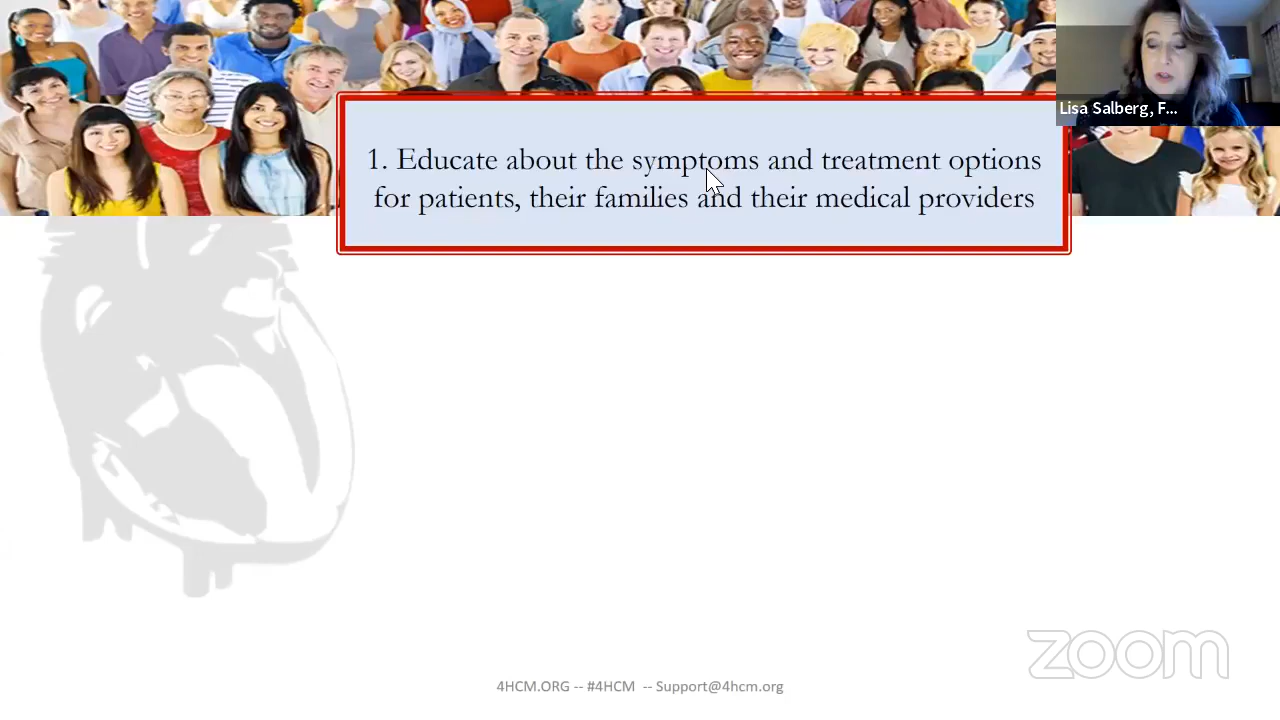 Lisa Salberg, F...
1. Educate about the symptoms and treatment options
for patients, their families and their medical providers
zoom
4HCM.ORG -- #4HCM -- Support@4hcm.org